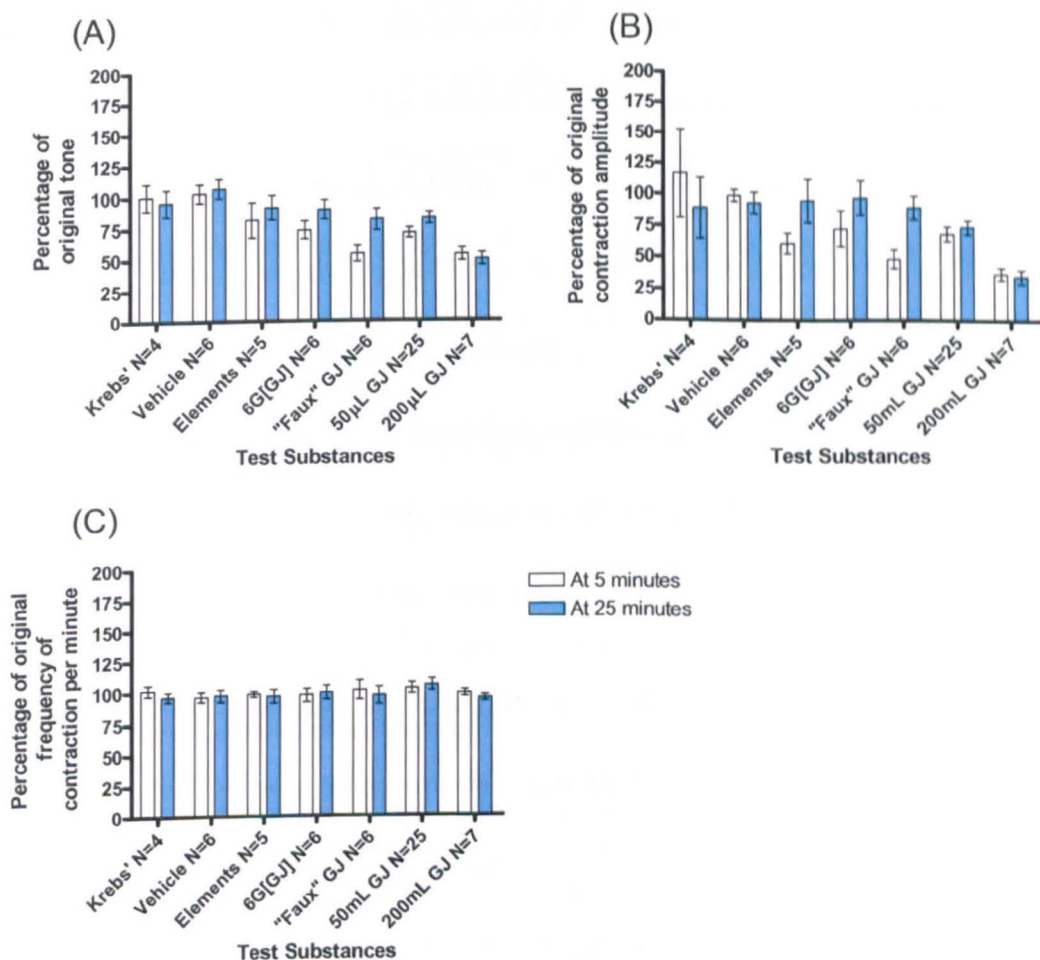 (A)
Percentage of
original tone
200
175
150
125
100
75
50
25
0
Krebs' N=4
Vehicle N=6
Elements N=5
6G[GJ] N=6
"Faux" GJ N=6
50µL GJ N=25
200µL GJ N=7
Test Substances
(B)
Percentage of original
contraction amplitude
200
175
150
125
100
75
50
25
0
Krebs' N=4
Vehicle N=6
Elements N=5
6G[GJ] N=6
"Faux" GJ N=6
50mL GJ N=25
200mL GJ N=7
Test Substances
(C)
Percentage of original
frequency of
contraction per minute
200
175
150
125
100
75
50
25
0
Krebs' N=4
Vehicle N=6
Elements N=5
6G[GJ] N=6
"Faux" GJ N=6
50mL GJ N=25
200mL GJ N=7
Test Substances
At 5 minutes
At 25 minutes